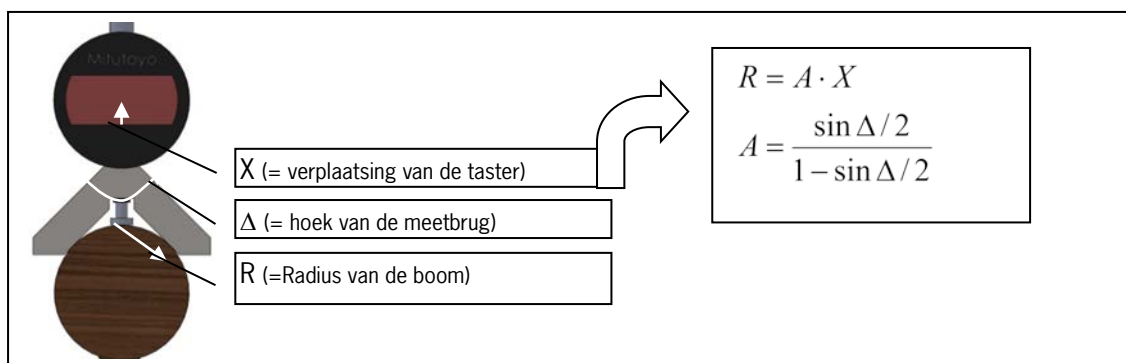 Mitutoyo
X (= verplaatsing van de taster)
Δ (= hoek van de meetbrug)
R (=Radius van de boom)
R = A · X
A = sin Δ / 2 / 1 − sin Δ / 2